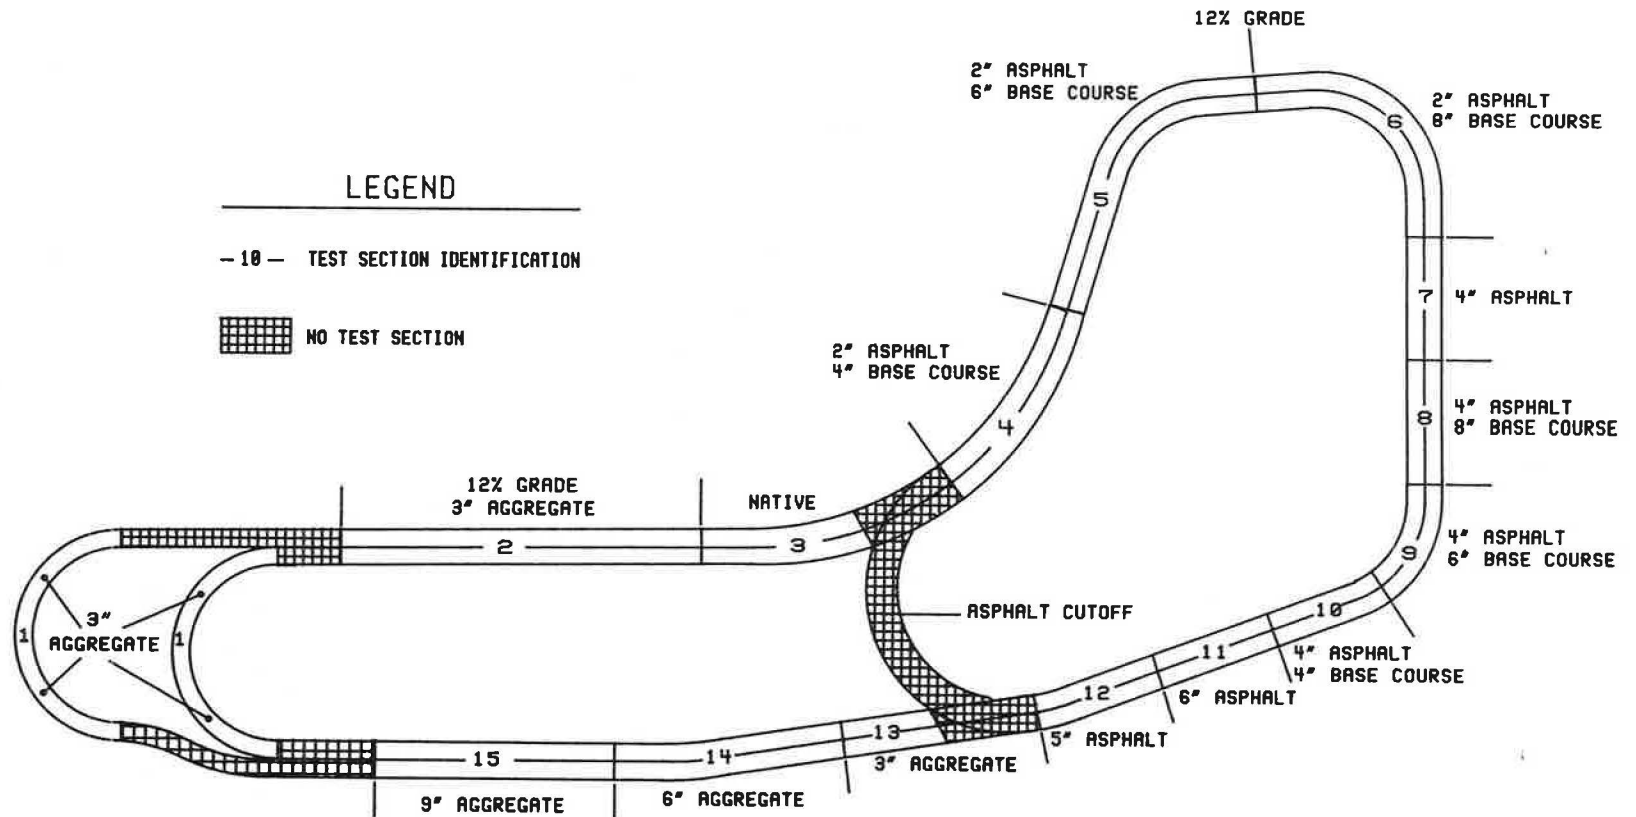 12% GRADE
2" ASPHALT
6" BASE COURSE
2" ASPHALT
8" BASE COURSE
6
LEGEND
5
-10- TEST SECTION IDENTIFICATION
7
4" ASPHALT
NO TEST SECTION
2" ASPHALT
4" BASE COURSE
4
8
4" ASPHALT
8" BASE COURSE
12% GRADE
3" AGGREGATE
NATIVE
2
3
4" ASPHALT
6" BASE COURSE
9
3"
AGGREGATE
1
1
ASPHALT CUTOFF
10
11
4" ASPHALT
4" BASE COURSE
12
6" ASPHALT
13
5" ASPHALT
14
15
3" AGGREGATE
6" AGGREGATE
9" AGGREGATE